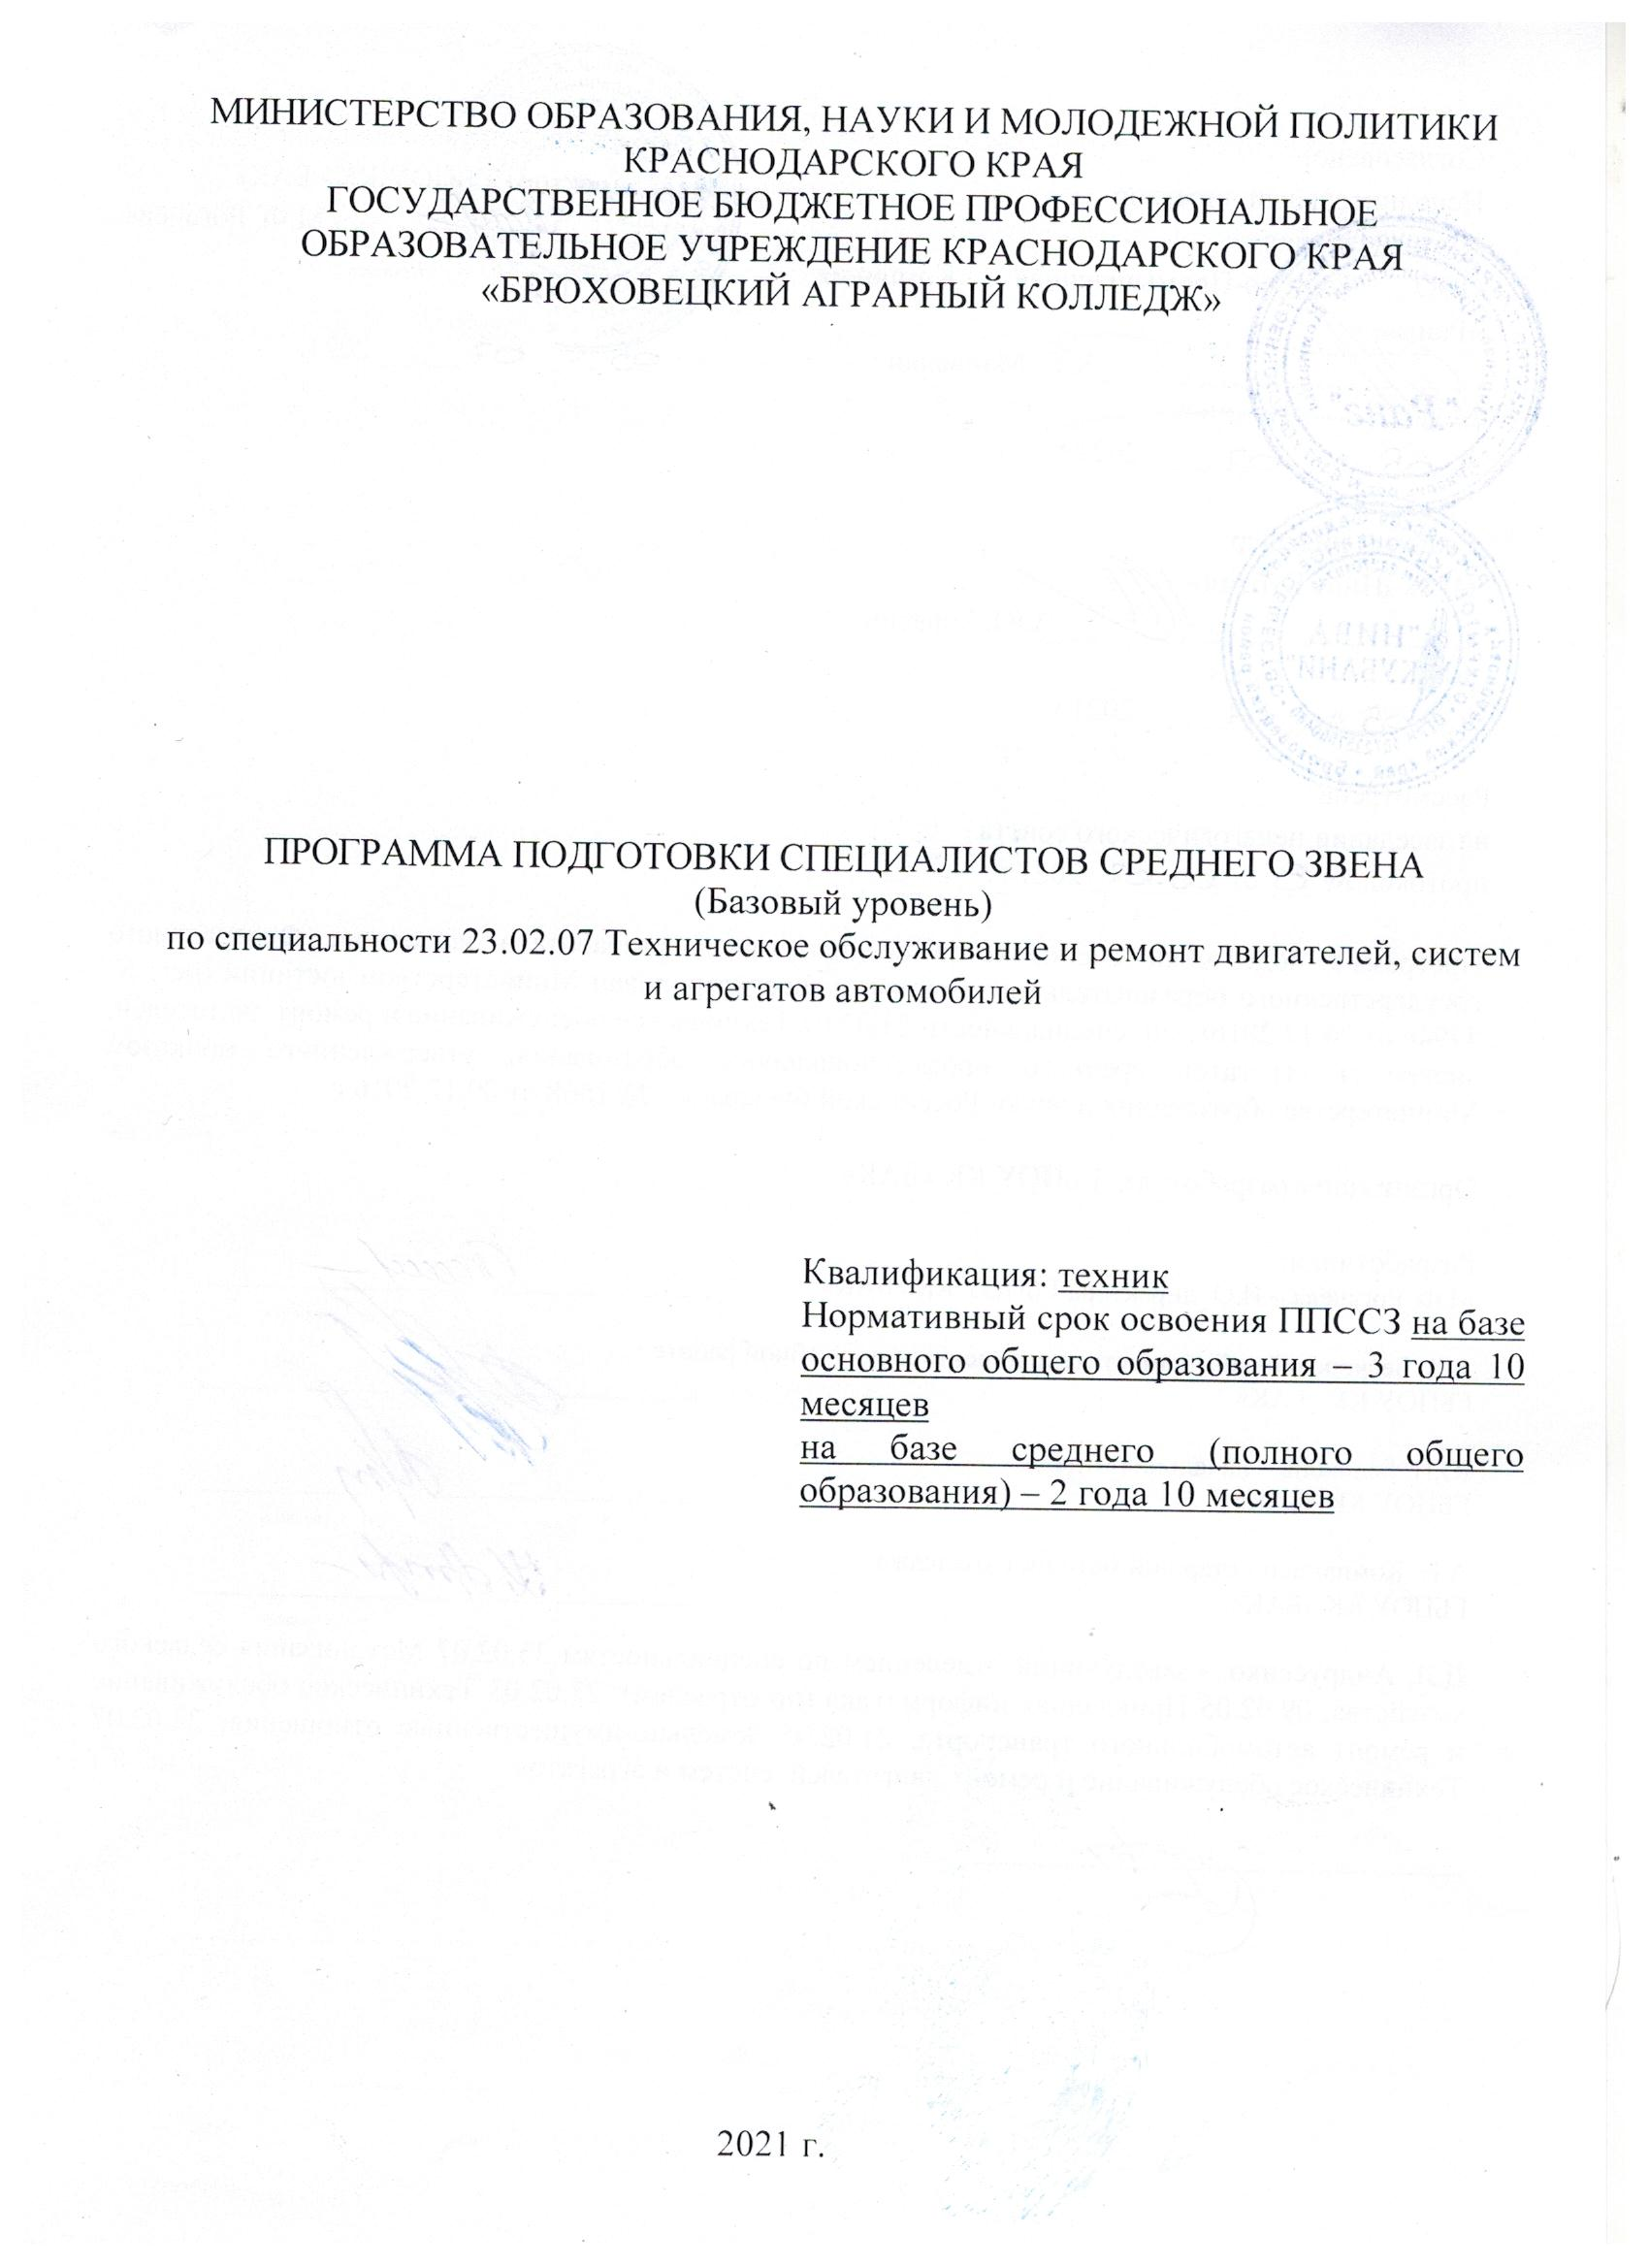 МИНИСТЕРСТВО ОБРАЗОВАНИЯ, НАУКИ И МОЛОДЕЖНОЙ ПОЛИТИКИ
КРАСНОДАРСКОГО КРАЯ
ГОСУДАРСТВЕННОЕ БЮДЖЕТНОЕ ПРОФЕССИОНАЛЬНОЕ
ОБРАЗОВАТЕЛЬНОЕ УЧРЕЖДЕНИЕ КРАСНОДАРСКОГО КРАЯ
«БРЮХОВЕЦКИЙ АГРАРНЫЙ КОЛЛЕДЖ»
ПРОГРАММА ПОДГОТОВКИ СПЕЦИАЛИСТОВ СРЕДНЕГО ЗВЕНА
(Базовый уровень)
по специальности 23.02.07 Техническое обслуживание и ремонт двигателей, систем
и агрегатов автомобилей
Квалификация: техник
Нормативный срок освоения ППССЗ на базе
основного общего образования – 3 года 10
месяцев
на базе среднего (полного общего
образования) – 2 года 10 месяцев
2021 г.